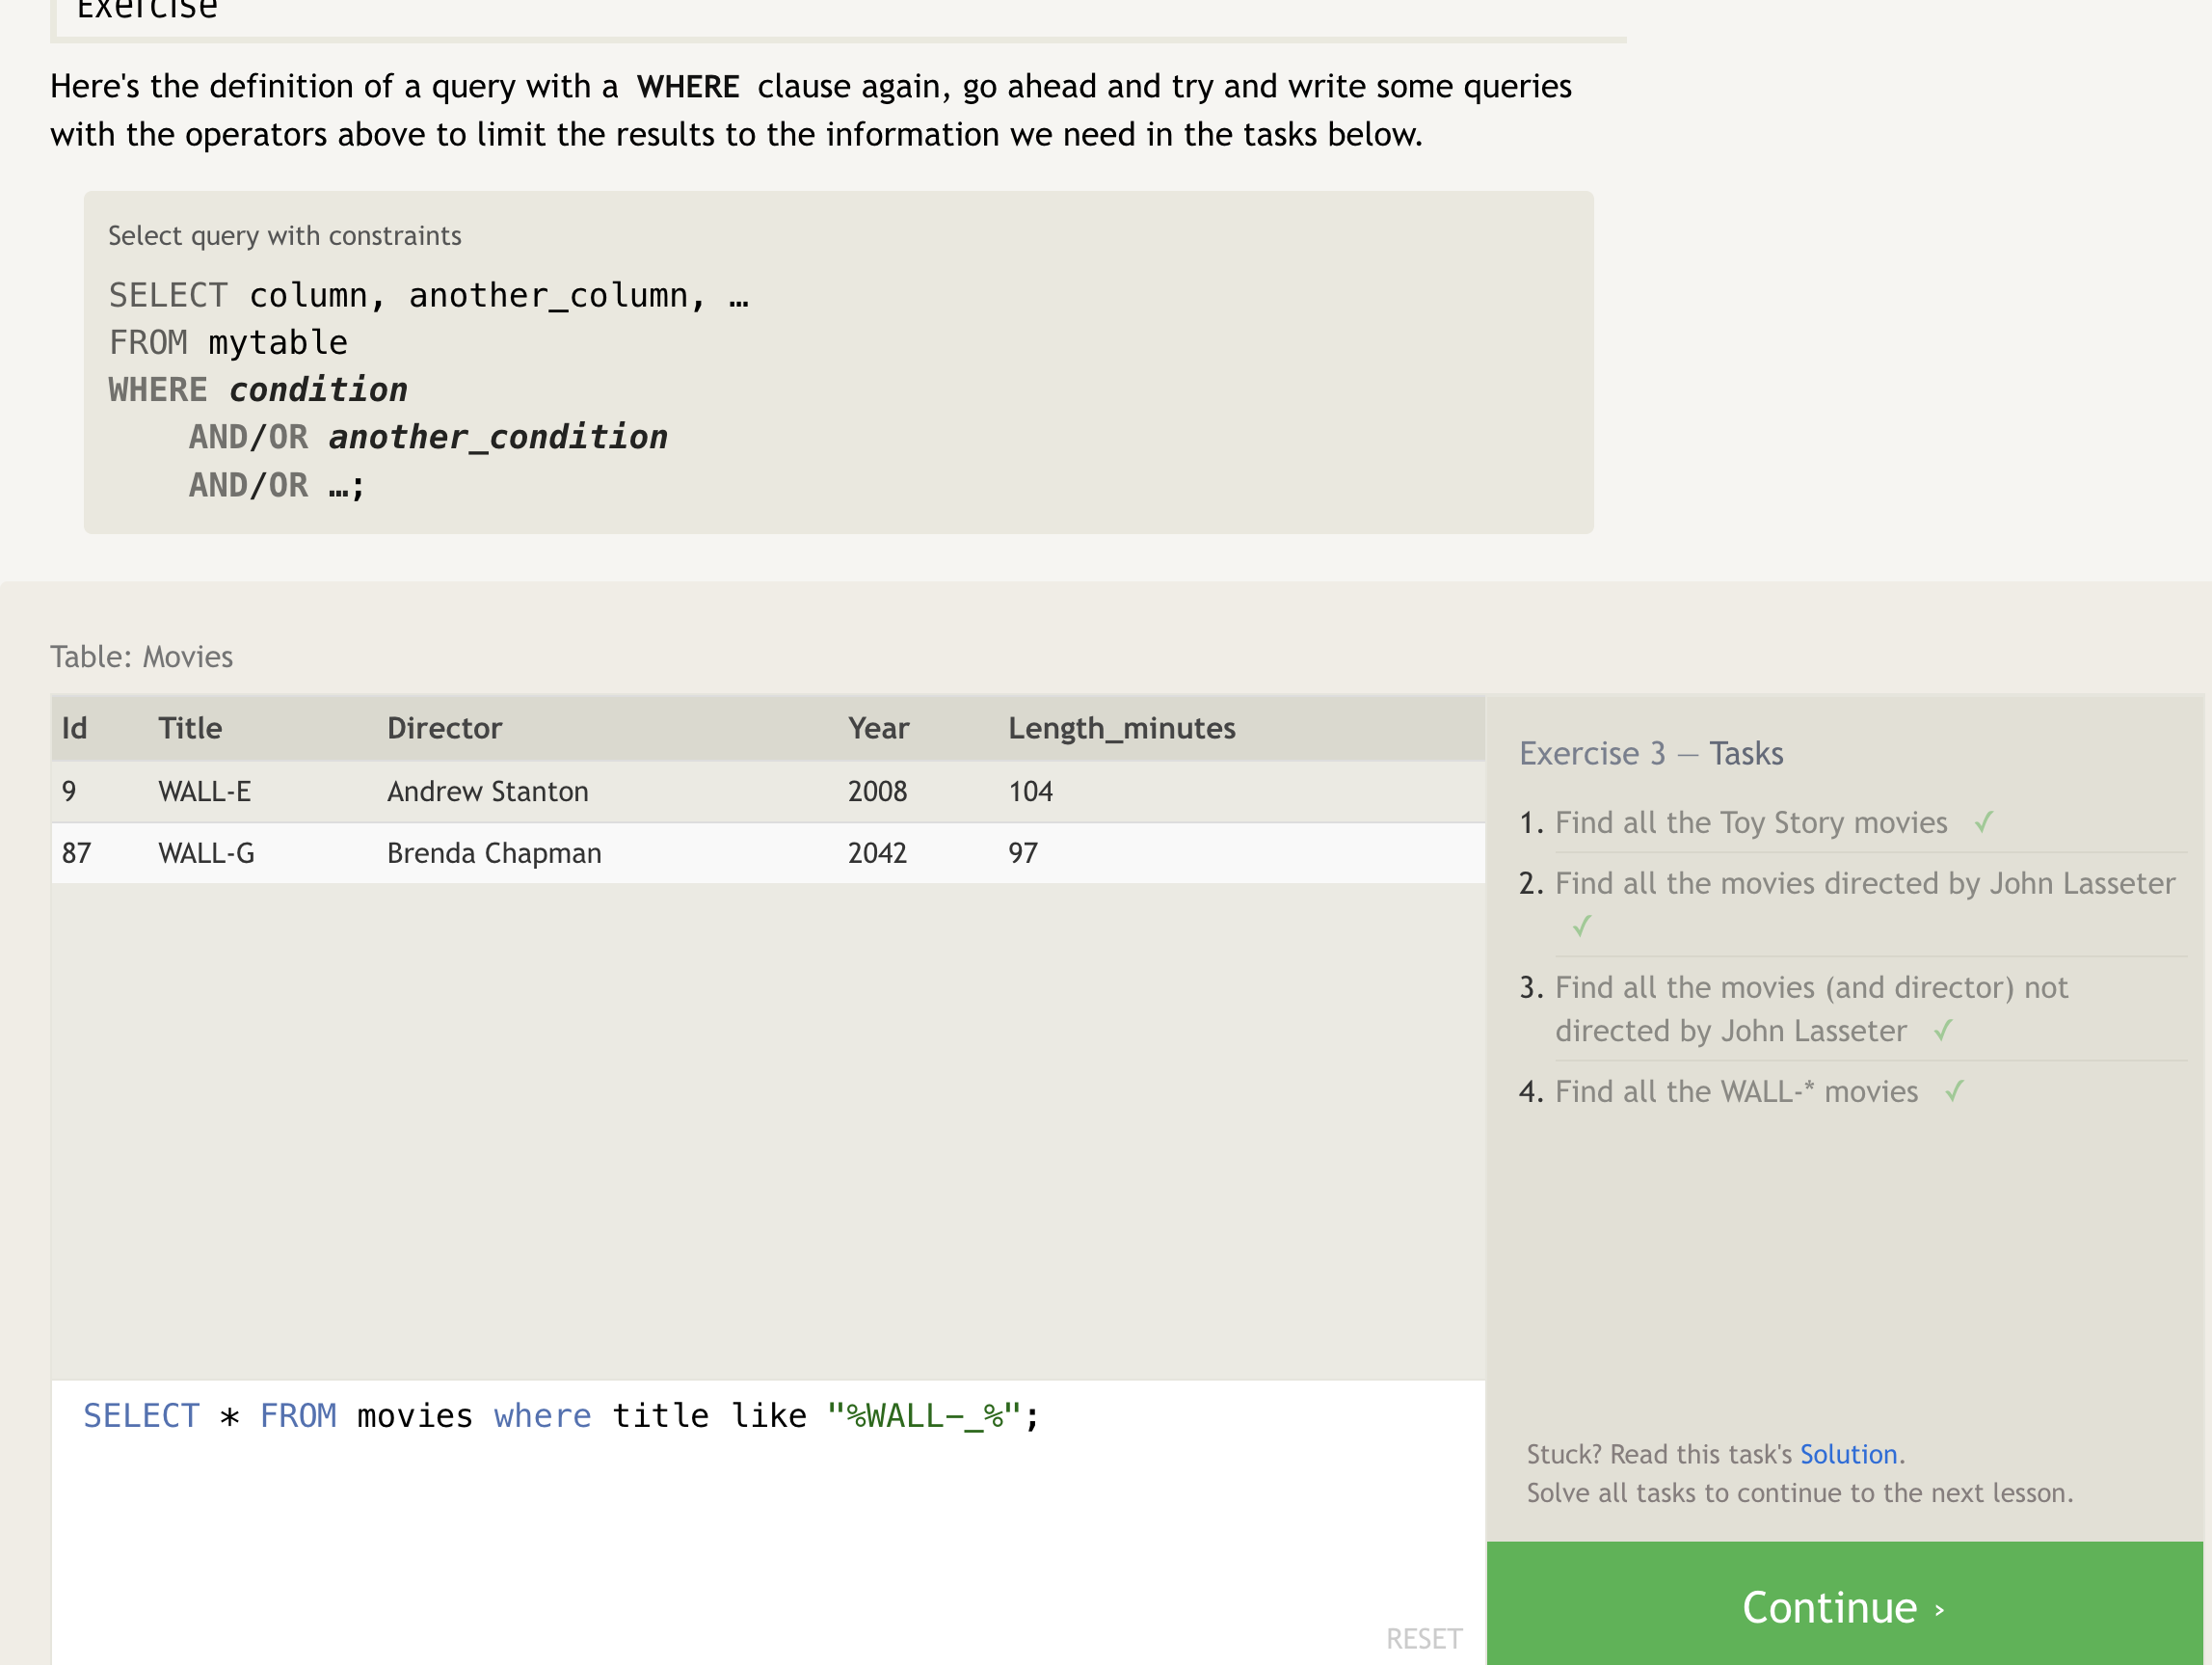 Exercise
Here's the definition of a query with a WHERE clause again, go ahead and try and write some queries
with the operators above to limit the results to the information we need in the tasks below.
Select query with constraints
SELECT column, another_column, …
FROM mytable
WHERE condition
AND/OR another_condition
AND/OR …;
Table: Movies
Id Title Director Year Length_minutes
9 WALL-E Andrew Stanton 2008 104
87 WALL-G Brenda Chapman 2042 97
SELECT * FROM movies where title like "%WALL-_%";
RESET
Exercise 3 — Tasks
1. Find all the Toy Story movies ✓
2. Find all the movies directed by John Lasseter
✓
3. Find all the movies (and director) not
directed by John Lasseter ✓
4. Find all the WALL-* movies ✓
Stuck? Read this task's Solution.
Solve all tasks to continue to the next lesson.
Continue ›